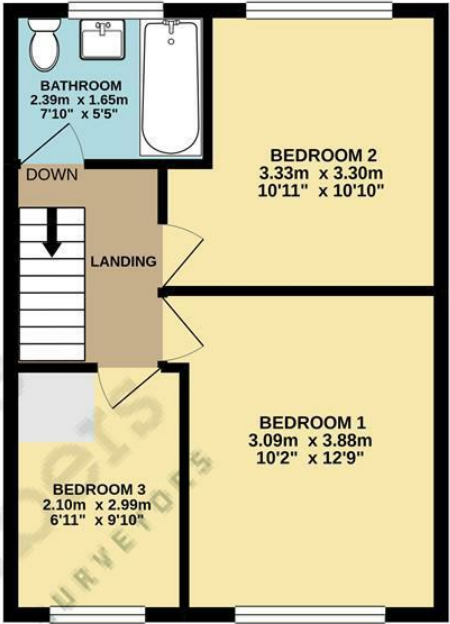 BATHROOM
2.39m x 1.65m
7'10" x 5'5"
BEDROOM 2
3.33m x 3.30m
10'11" x 10'10"
DOWN
LANDING
BEDROOM 1
3.09m x 3.88m
10'2" x 12'9"
BEDROOM 3
2.10m x 2.99m
6'11" x 9'10"